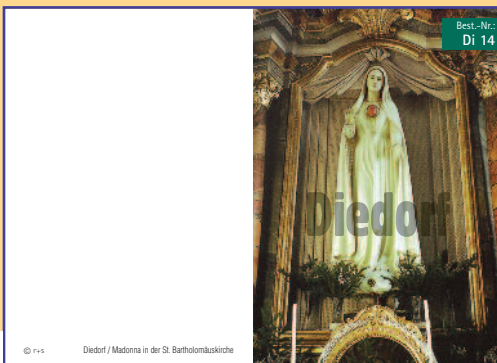 Best.-Nr.:
Di 14
Diedorf
© r+s Diedorf / Madonna in der St. Bartholomäuskirche